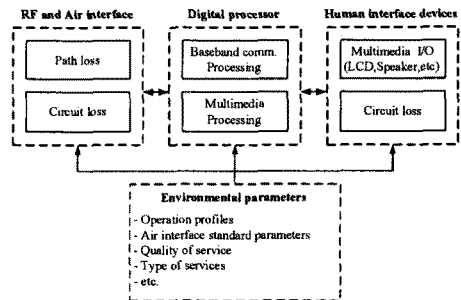 RF and Air interface
Digital processor
Human interface devices
Path loss
Circuit loss
Baseband comm.
Processing
Multimedia
Processing
Multimedia I/O
(LCD,Speaker,etc)
Circuit loss
Environmental parameters
- Operation profiles
- Air interface standard parameters
- Quality of service
- Type of services
- etc.